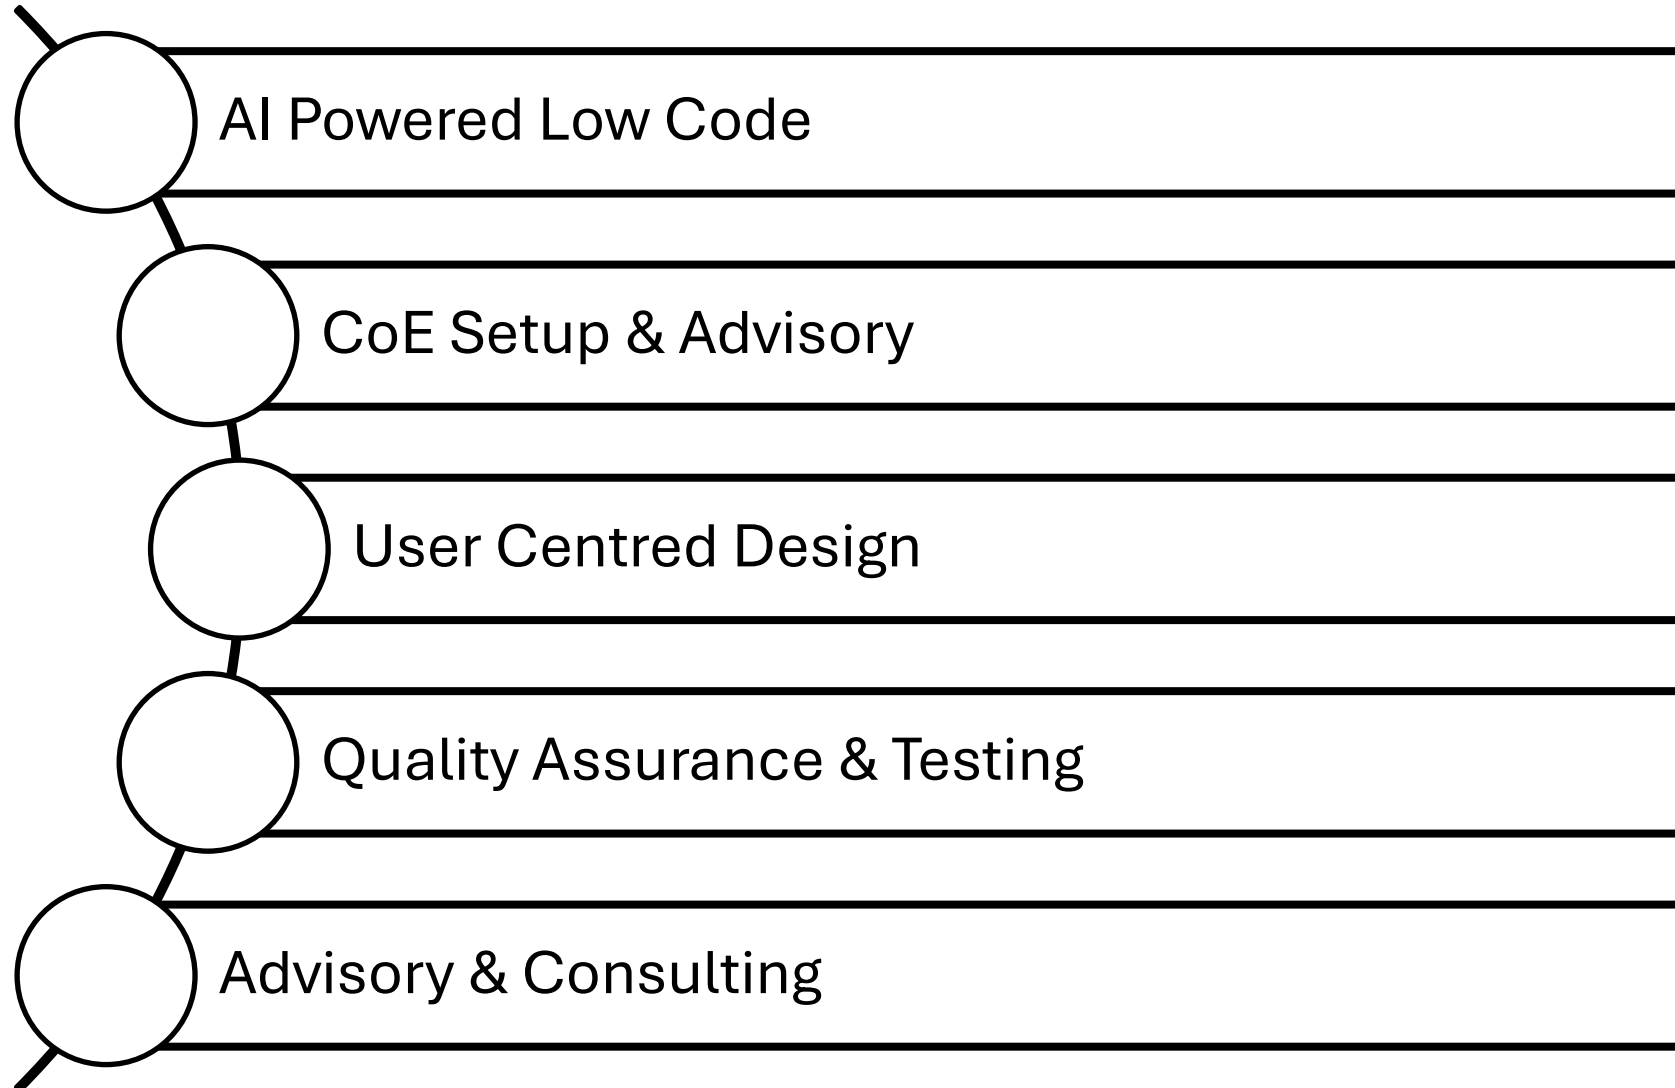 AI Powered Low Code
CoE Setup & Advisory
User Centred Design
Quality Assurance & Testing
Advisory & Consulting